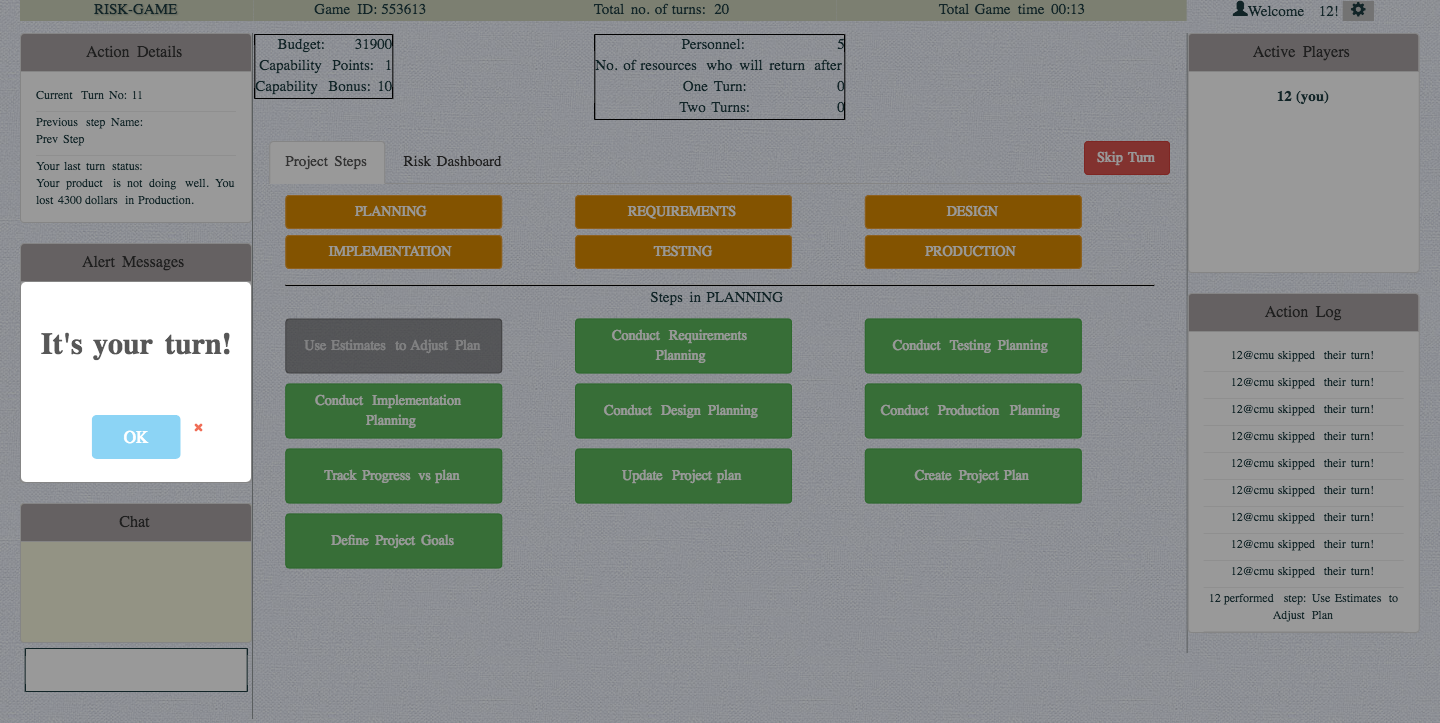 RISK-GAME
Game ID: 553613
Total no. of turns: 20
Total Game time 00:13
Welcome 12!
Action Details
Current Turn No: 11
Previous step Name:
Prev Step
Your last turn status:
Your product is not doing well. You
lost 4300 dollars in Production.
Alert Messages
It's your turn!
OK
Chat
Budget: 31900
Capability Points: 1
Capability Bonus: 10
Personnel: 5
No. of resources who will return after
One Turn: 0
Two Turns: 0
Project Steps
Risk Dashboard
Skip Turn
PLANNING
REQUIREMENTS
DESIGN
IMPLEMENTATION
TESTING
PRODUCTION
Steps in PLANNING
Use Estimates to Adjust Plan
Conduct Requirements
Planning
Conduct Testing Planning
Conduct Implementation
Planning
Conduct Design Planning
Conduct Production Planning
Track Progress vs plan
Update Project plan
Create Project Plan
Define Project Goals
Active Players
12 (you)
Action Log
12@cmu skipped their turn!
12@cmu skipped their turn!
12@cmu skipped their turn!
12@cmu skipped their turn!
12@cmu skipped their turn!
12@cmu skipped their turn!
12@cmu skipped their turn!
12@cmu skipped their turn!
12@cmu skipped their turn!
12 performed step: Use Estimates to
Adjust Plan